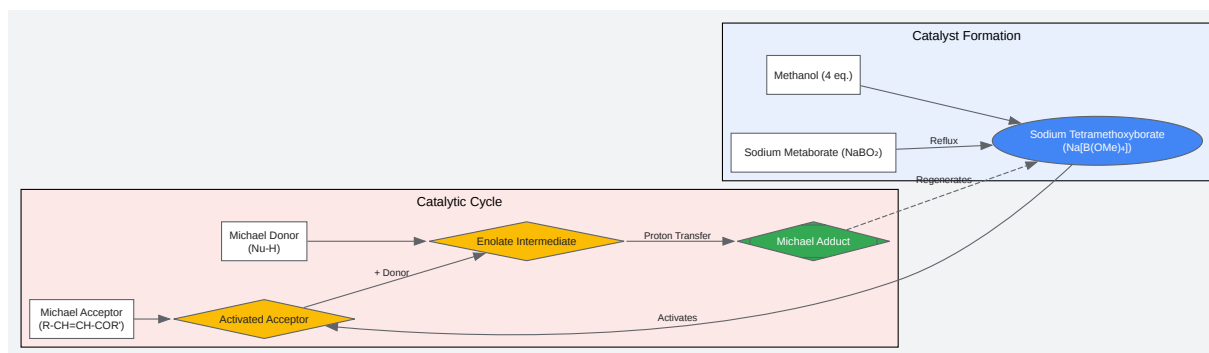 Catalyst Formation
Methanol (4 eq.)
Sodium Metaborate (NaBO₂)
Reflux
Sodium Tetramethoxyborate
(Na[B(OMe)₄])
Regenerates
Catalytic Cycle
Michael Donor
(Nu-H)
Enolate Intermediate
Proton Transfer
Michael Adduct
+ Donor
Michael Acceptor
(R-CH=CH-COR')
Activated Acceptor
Activates